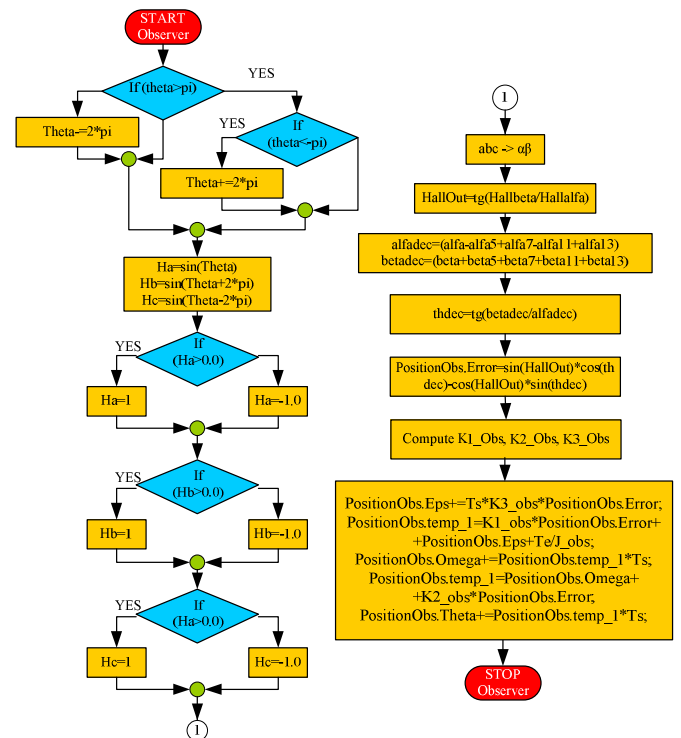 START
Observer
If (theta>pi)
YES
Theta-=2*pi
YES
If
(theta<-pi)
Theta+=2*pi
Ha=sin(Theta)
Hb=sin(Theta+2*pi)
Hc=sin(Theta-2*pi)
YES
If
(Ha>0.0)
Ha=1
Ha=-1.0
YES
If
(Hb>0.0)
Hb=1
Hb=-1.0
YES
If
(Ha>0.0)
Hc=1
Hc=-1.0
1
1
abc -> αβ
HallOut=tg(Hallbeta/Hallalfa)
alfadec=(alfa-alfa5+alfa7-alfa11+alfa13)
betadec=(beta+beta5+beta7+beta11+beta13)
thdec=tg(betadec/alfadec)
PositionObs.Error=sin(HallOut)*cos(th
dec)-cos(HallOut)*sin(thdec)
Compute K1_Obs, K2_Obs, K3_Obs
PositionObs.Eps+=Ts*K3_obs*PositionObs.Error;
PositionObs.temp_1=K1_obs*PositionObs.Error+
+PositionObs.Eps+Te/J_obs;
PositionObs.Omega+=PositionObs.temp_1*Ts;
PositionObs.temp_1=PositionObs.Omega+
+K2_obs*PositionObs.Error;
PositionObs.Theta+=PositionObs.temp_1*Ts;
STOP
Observer